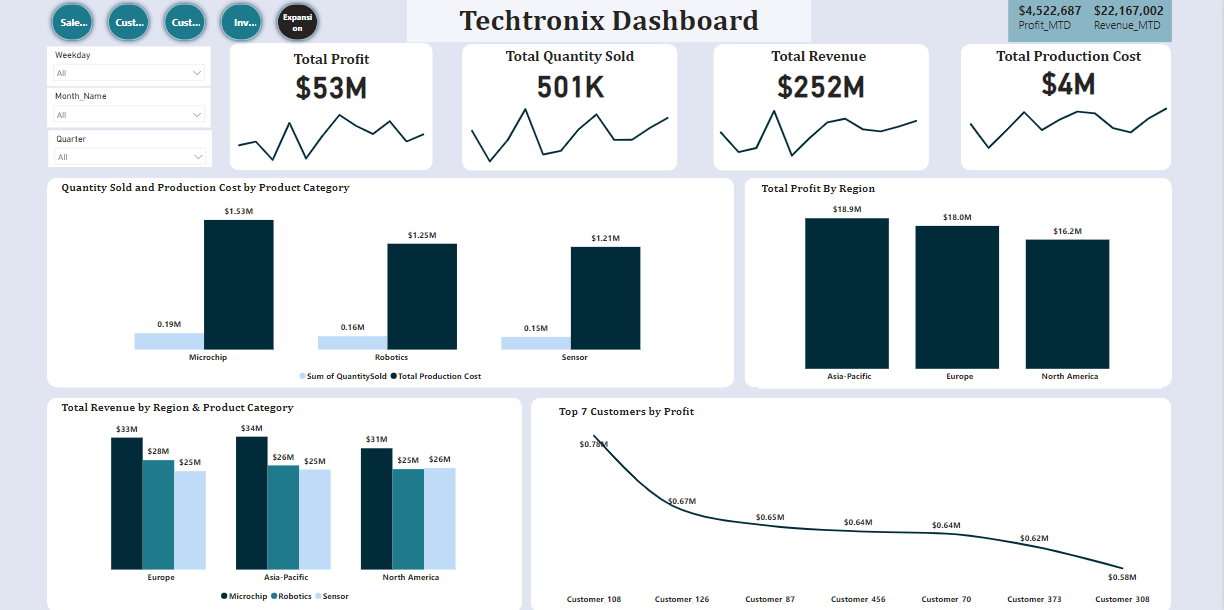 Sale...
Cust...
Cust...
Inv...
Expansi
on
Techtronix Dashboard
$4,522,687 $22,167,002
Profit_MTD Revenue_MTD
Weekday
All
Month_Name
All
Quarter
All
Total Profit
$53M
Total Quantity Sold
501K
Total Revenue
$252M
Total Production Cost
$4M
Quantity Sold and Production Cost by Product Category
$1.53M
$1.25M
$1.21M
0.19M
0.16M
0.15M
Microchip Robotics Sensor
Sum of QuantitySold Total Production Cost
Total Profit By Region
$18.9M
$18.0M
$16.2M
Asia-Pacific Europe North America
Total Revenue by Region & Product Category
$33M
$28M
$25M
$34M
$26M
$25M
$31M
$25M
$26M
Europe Asia-Pacific North America
Microchip Robotics Sensor
Top 7 Customers by Profit
$0.78M
$0.67M
$0.65M
$0.64M
$0.64M
$0.62M
$0.58M
Customer 108 Customer 126 Customer 87 Customer 456 Customer 70 Customer 373 Customer 308